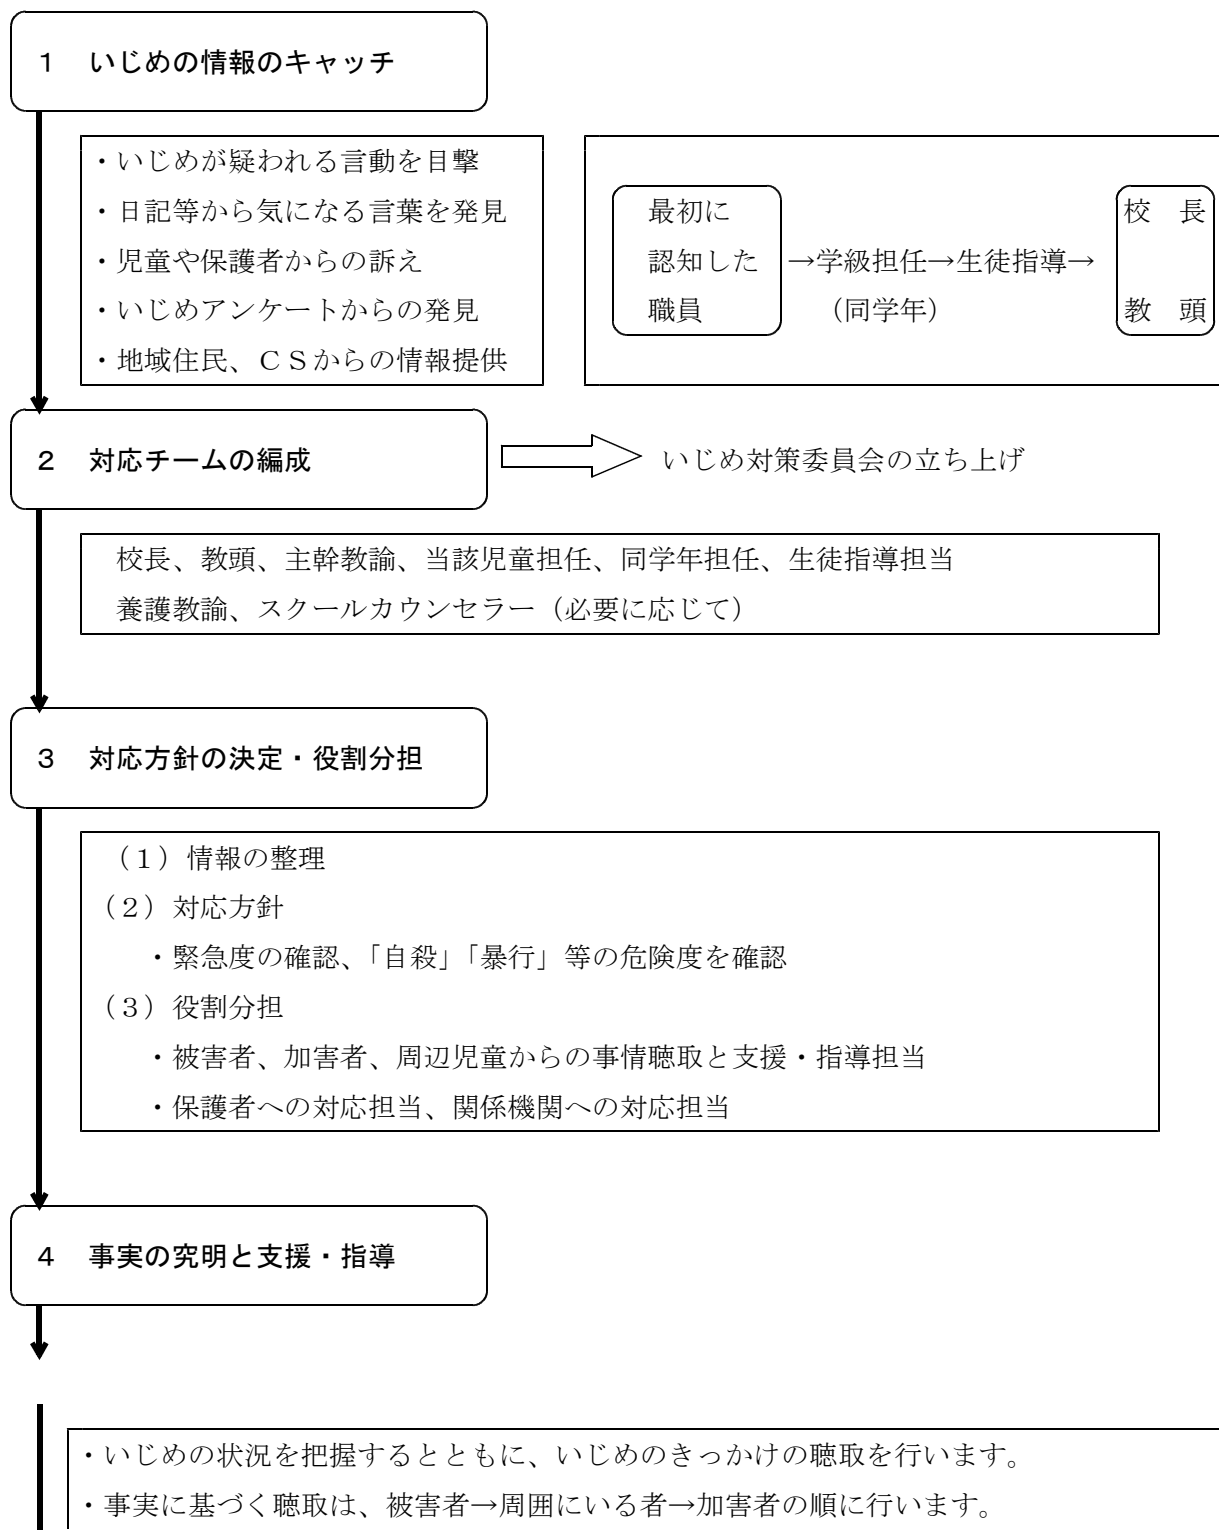 １　いじめの情報のキャッチ
・いじめが疑われる言動を目撃
・日記等から気になる言葉を発見
・児童や保護者からの訴え
・いじめアンケートからの発見
・地域住民、ＣＳからの情報提供
最初に
認知した
職員
→学級担任→生徒指導→
（同学年）
校　長
教　頭
２　対応チームの編成
いじめ対策委員会の立ち上げ
校長、教頭、主幹教諭、当該児童担任、同学年担任、生徒指導担当
養護教諭、スクールカウンセラー（必要に応じて）
３　対応方針の決定・役割分担
（１）情報の整理
（２）対応方針
・緊急度の確認、「自殺」「暴行」等の危険度を確認
（３）役割分担
・被害者、加害者、周辺児童からの事情聴取と支援・指導担当
・保護者への対応担当、関係機関への対応担当
４　事実の究明と支援・指導
・いじめの状況を把握するとともに、いじめのきっかけの聴取を行います。
・事実に基づく聴取は、被害者→周囲にいる者→加害者の順に行います。